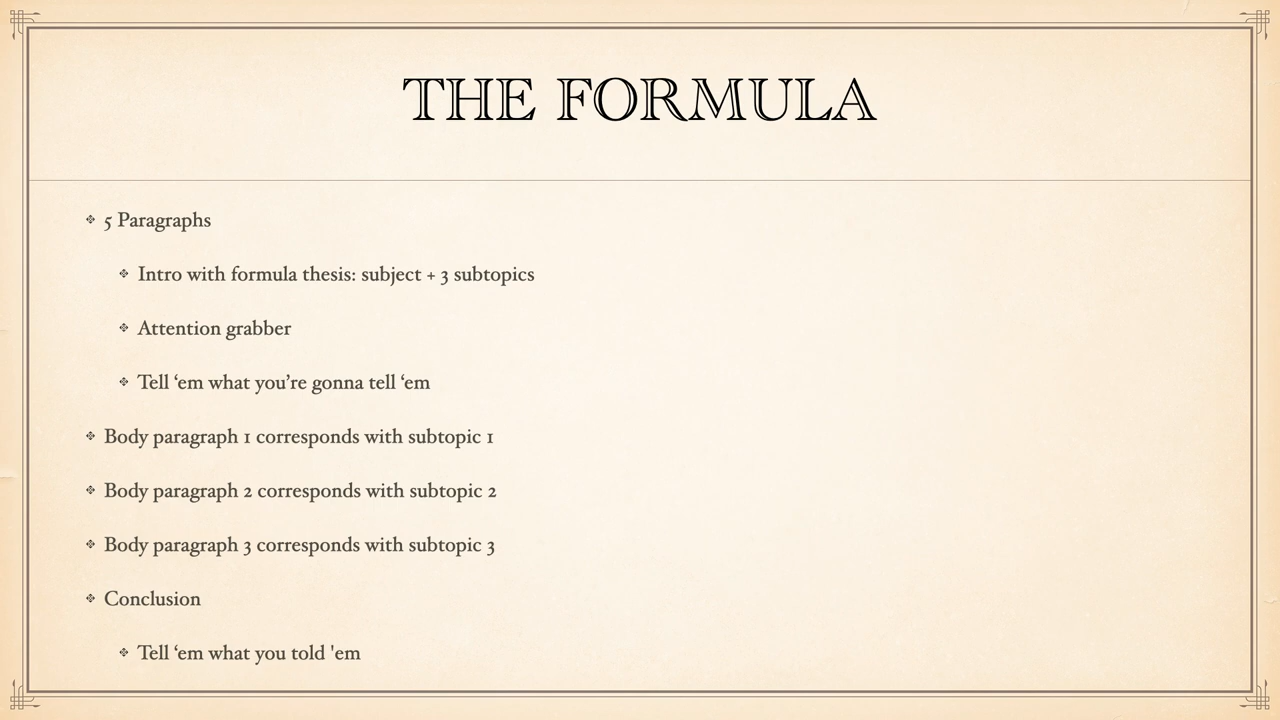 THE FORMULA
5 Paragraphs
Intro with formula thesis: subject + 3 subtopics
Attention grabber
Tell ‘em what you’re gonna tell ‘em
Body paragraph 1 corresponds with subtopic 1
Body paragraph 2 corresponds with subtopic 2
Body paragraph 3 corresponds with subtopic 3
Conclusion
Tell ‘em what you told 'em